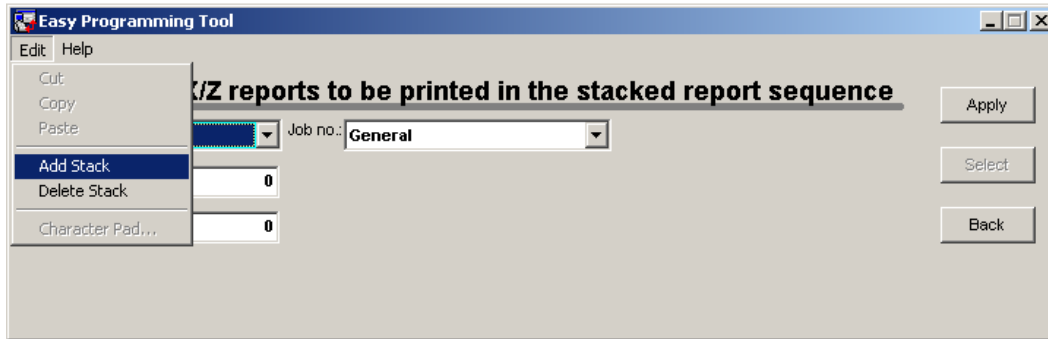 Easy Programming Tool
Edit Help
Cut
Copy
Paste
Add Stack
Delete Stack
Character Pad...
X/Z reports to be printed in the stacked report sequence
Job no.: General
0
0
Apply
Select
Back